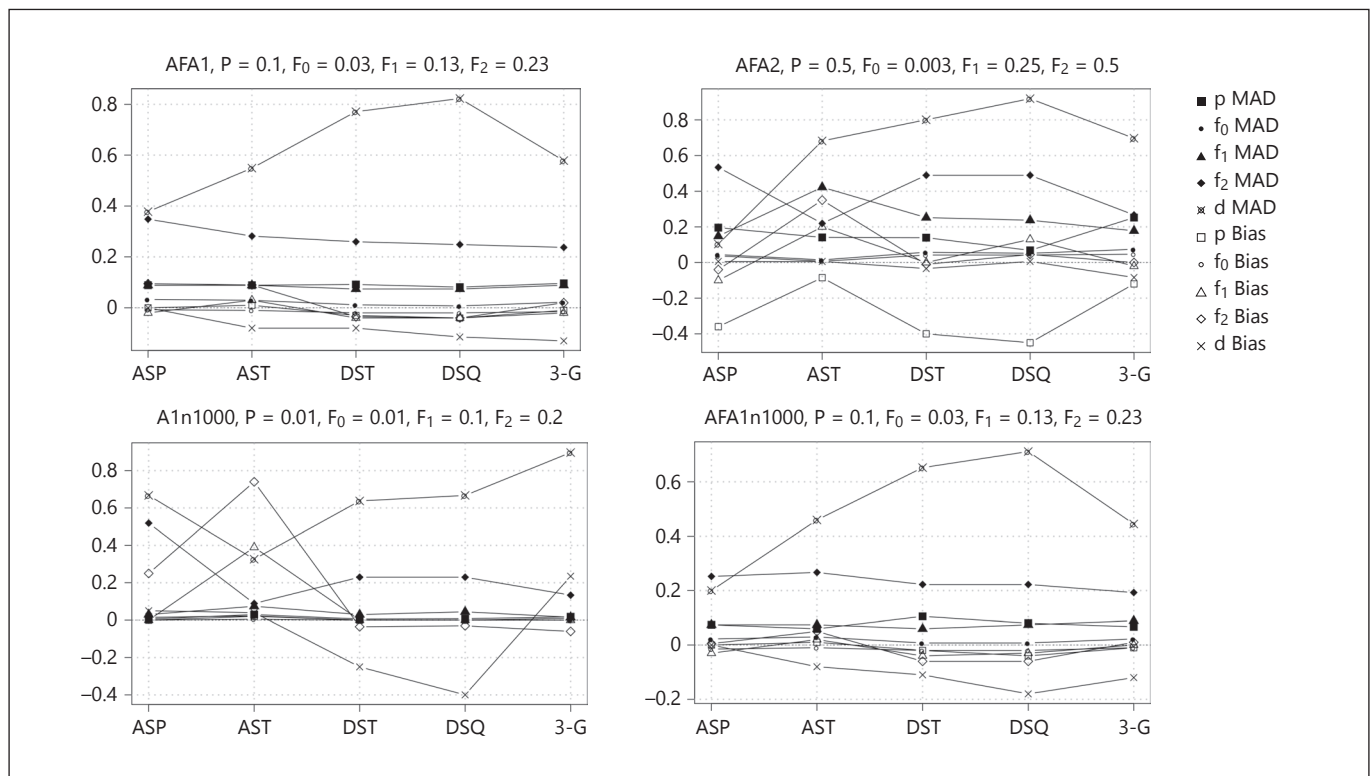 AFA1, P = 0.1, F₀ = 0.03, F₁ = 0.13, F₂ = 0.23
0.8
0.6
0.4
0.2
0
ASP AST DST DSQ 3-G
AFA2, P = 0.5, F₀ = 0.003, F₁ = 0.25, F₂ = 0.5
0.8
0.6
0.4
0.2
0
−0.2
−0.4
ASP AST DST DSQ 3-G
p MAD
f₀ MAD
f₁ MAD
f₂ MAD
d MAD
p Bias
f₀ Bias
f₁ Bias
f₂ Bias
d Bias
A1n1000, P = 0.01, F₀ = 0.01, F₁ = 0.1, F₂ = 0.2
0.8
0.6
0.4
0.2
0
−0.2
−0.4
ASP AST DST DSQ 3-G
AFA1n1000, P = 0.1, F₀ = 0.03, F₁ = 0.13, F₂ = 0.23
0.6
0.4
0.2
0
−0.2
ASP AST DST DSQ 3-G